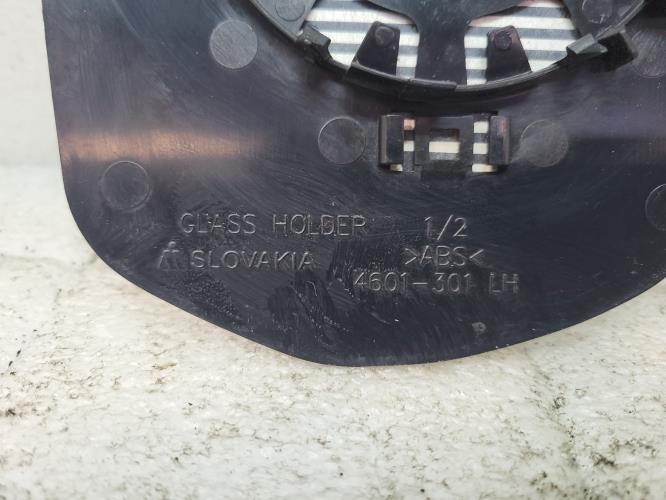 GLASS HOLDER 1/2
SLOVAKIA >ABS<
4601-301 LH